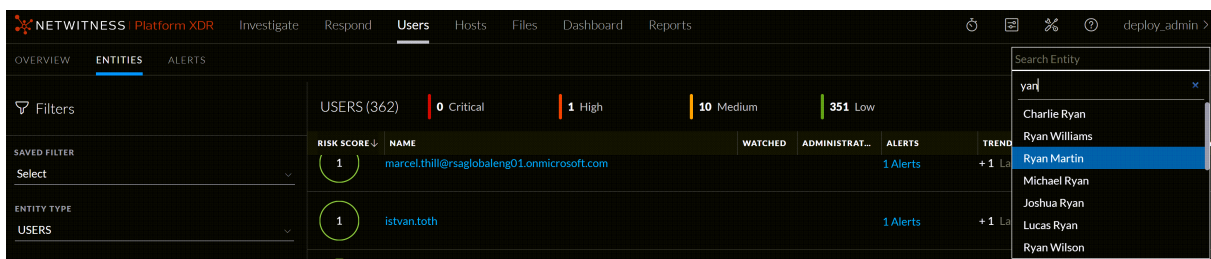 NETWITNESS Platform XDR Investigate Respond Users Hosts Files Dashboard Reports deploy_admin >
OVERVIEW ENTITIES ALERTS
Search Entity
yan
Filters
USERS (362) 0 Critical 1 High 10 Medium 351 Low
SAVED FILTER
Select
ENTITY TYPE
USERS
RISK SCORE↓ NAME WATCHED ADMINISTRAT... ALERTS TREND
1 marcel.thill@rsaglobaleng01.onmicrosoft.com 1 Alerts +1 La
1 istvan.toth 1 Alerts +1 La
Charlie Ryan
Ryan Williams
Ryan Martin
Michael Ryan
Joshua Ryan
Lucas Ryan
Ryan Wilson